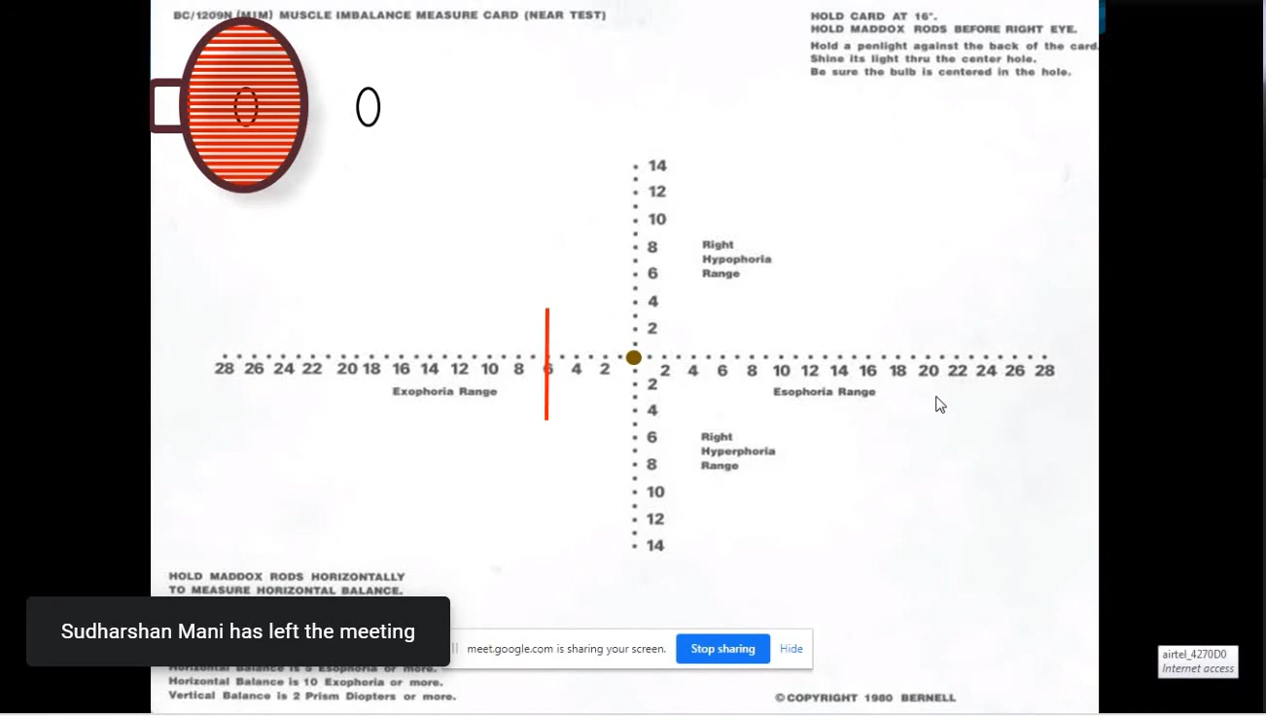 BC/1209N (MIM) MUSCLE IMBALANCE MEASURE CARD (NEAR TEST)
HOLD CARD AT 16".
HOLD MADDOX RODS BEFORE RIGHT EYE.
Hold a penlight against the back of the card.
Shine its light thru the center hole.
Be sure the bulb is centered in the hole.
14
12
10
8
6
4
2
Right
Hypophoria
Range
28 26 24 22 20 18 16 14 12 10 8 6 4 2
2 4 6 8 10 12 14 16 18 20 22 24 26 28
Exophoria Range
Esophoria Range
2
4
6
8
10
12
14
Right
Hyperphoria
Range
HOLD MADDOX RODS HORIZONTALLY
TO MEASURE HORIZONTAL BALANCE.
Sudharshan Mani has left the meeting
meet.google.com is sharing your screen.
Stop sharing
Hide
airtel_4270D0
Internet access
Horizontal Balance is Esophoria or more.
Horizontal Balance is 10 Exophoria or more.
Vertical Balance is 2 Prism Diopters or more.
©COPYRIGHT 1980 BERNELL